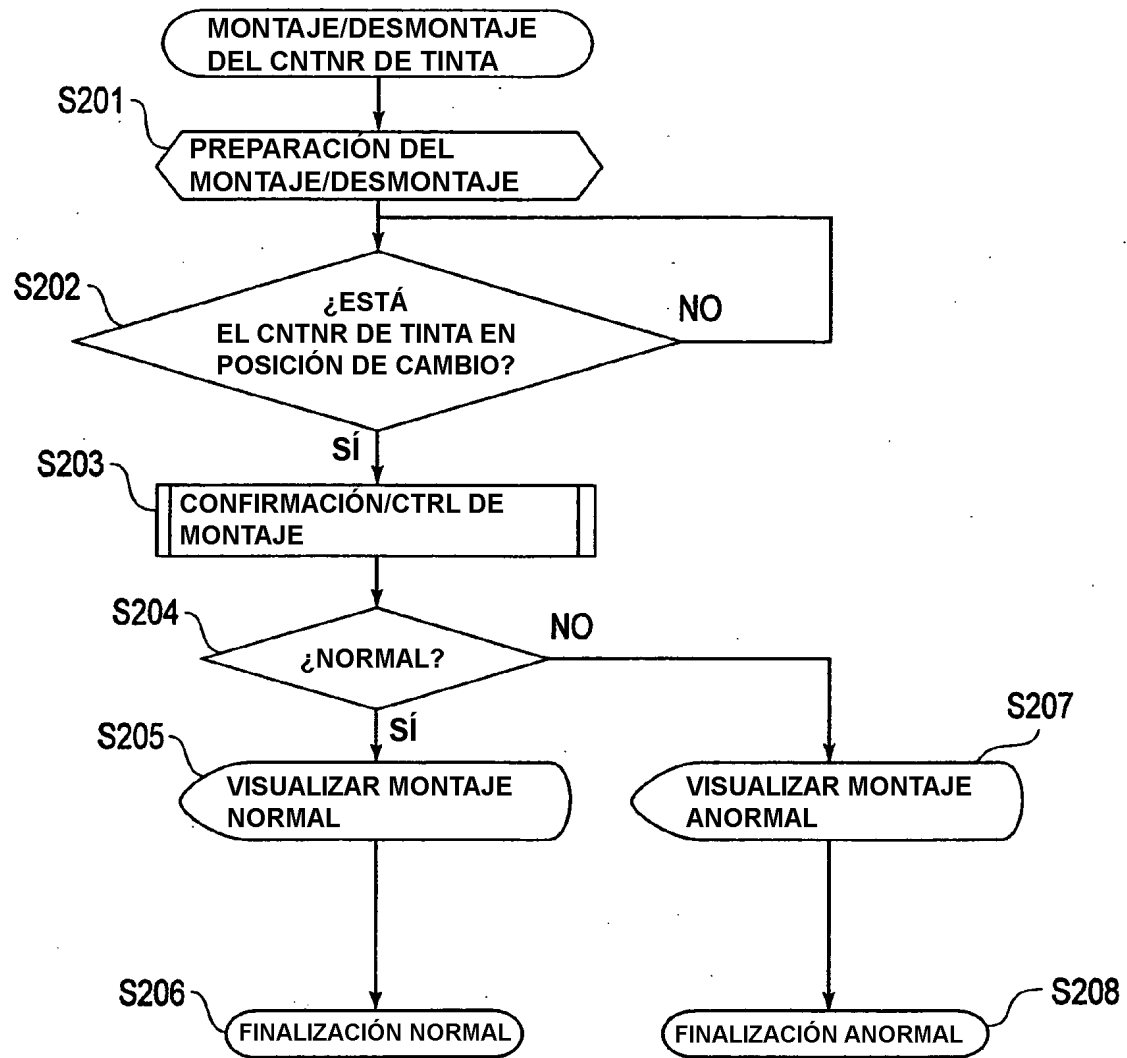 MONTAJE/DESMONTAJE
DEL CNTNR DE TINTA
S201
PREPARACIÓN DEL
MONTAJE/DESMONTAJE
S202
¿ESTÁ
EL CNTNR DE TINTA EN
POSICIÓN DE CAMBIO?
NO
SÍ
S203
CONFIRMACIÓN/CTRL DE
MONTAJE
S204
¿NORMAL?
NO
SÍ
S205
VISUALIZAR MONTAJE
NORMAL
S207
VISUALIZAR MONTAJE
ANORMAL
S206
FINALIZACIÓN NORMAL
FINALIZACIÓN ANORMAL
S208